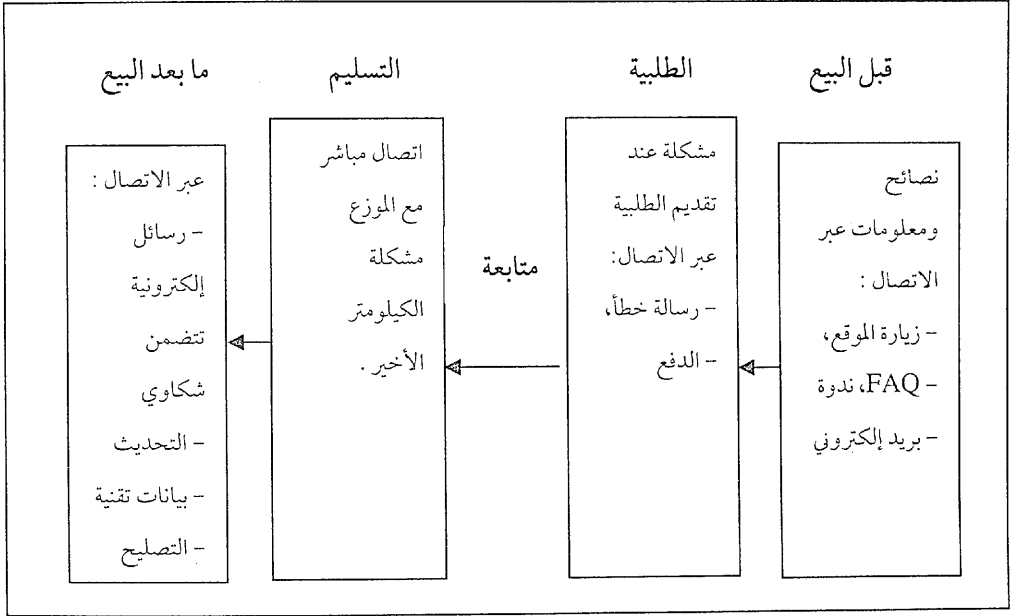 قبل البيع
نصائح
ومعلومات عبر
الاتصال :
– زيارة الموقع،
– FAQ، ندوة
– بريد إلكتروني
الطلبية
مشكلة عند
تقديم الطلبية
عبر الاتصال:
– رسالة خطأ،
– الدفع
متابعة
التسليم
اتصال مباشر
مع الموزع
مشكلة
الكيلومتر
الأخير .
ما بعد البيع
عبر الاتصال :
– رسائل
إلكترونية
تتضمن
شكاوي
– التحديث
– بيانات تقنية
– التصليح